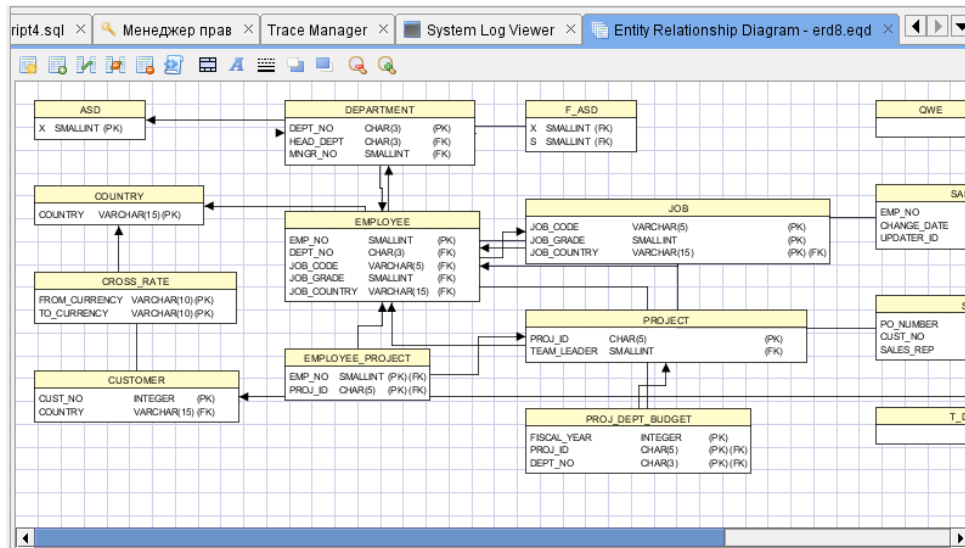 ript4.sql Менеджер прав Trace Manager System Log Viewer Entity Relationship Diagram - erd8.eqd
ASD
X SMALLINT (PK)
DEPARTMENT
DEPT_NO CHAR(3) (PK)
HEAD_DEPT CHAR(3) (FK)
MNGR_NO SMALLINT (FK)
F_ASD
X SMALLINT (FK)
S SMALLINT (FK)
QWE
COUNTRY
COUNTRY VARCHAR(15) (PK)
EMPLOYEE
EMP_NO SMALLINT (PK)
DEPT_NO CHAR(3) (FK)
JOB_CODE VARCHAR(5) (FK)
JOB_GRADE SMALLINT (FK)
JOB_COUNTRY VARCHAR(15) (FK)
JOB
JOB_CODE VARCHAR(5) (PK)
JOB_GRADE SMALLINT (PK)
JOB_COUNTRY VARCHAR(15) (PK) (FK)
SA
EMP_NO
CHANGE_DATE
UPDATER_ID
CROSS_RATE
FROM_CURRENCY VARCHAR(10) (PK)
TO_CURRENCY VARCHAR(10) (PK)
PROJECT
PROJ_ID CHAR(5) (PK)
TEAM_LEADER SMALLINT (FK)
S
PO_NUMBER
CUST_NO
SALES_REP
EMPLOYEE_PROJECT
EMP_NO SMALLINT (PK) (FK)
PROJ_ID CHAR(5) (PK) (FK)
CUSTOMER
CUST_NO INTEGER (PK)
COUNTRY VARCHAR(15) (FK)
PROJ_DEPT_BUDGET
FISCAL_YEAR INTEGER (PK)
PROJ_ID CHAR(5) (PK) (FK)
DEPT_NO CHAR(3) (PK) (FK)